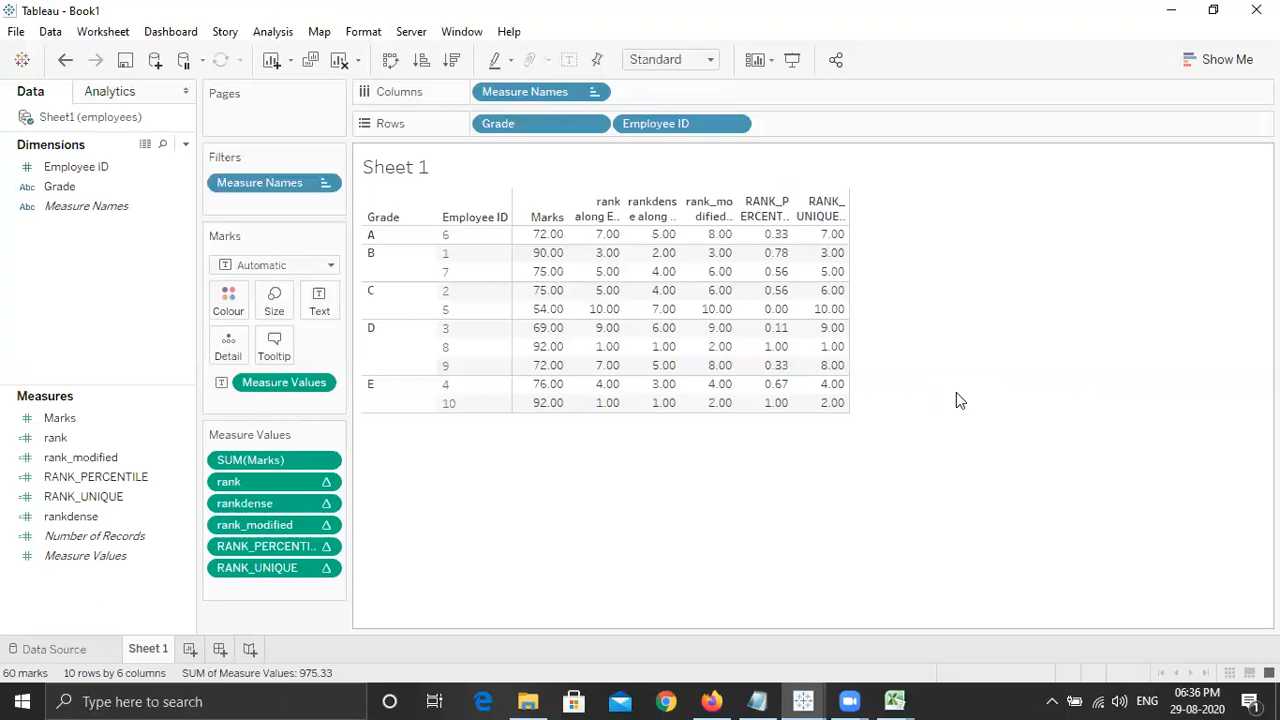 Tableau - Book1
File Data Worksheet Dashboard Story Analysis Map Format Server Window Help
Standard
Show Me
Data Analytics
Sheet1 (employees)
Dimensions
# Employee ID
Abc Grade
Abc Measure Names
Measures
# Marks
=# rank
=# rank_modified
=# RANK_PERCENTILE
=# RANK_UNIQUE
=# rankdense
=# Number of Records
# Measure Values
Pages
Filters
Measure Names
Marks
Automatic
Colour Size Text
Detail Tooltip
Measure Values
Measure Values
SUM(Marks)
rank
rankdense
rank_modified
RANK_PERCENTI..
RANK_UNIQUE
Columns Measure Names
Rows Grade Employee ID
Sheet 1
rank rankden s rank_mo RANK_P RANK_
Grade Employee ID Marks along E.. e along .. dified.. ERCENT.. UNIQUE..
A 6 72.00 7.00 5.00 8.00 0.33 7.00
B 1 90.00 3.00 2.00 3.00 0.78 3.00
7 75.00 5.00 4.00 6.00 0.56 5.00
C 2 75.00 5.00 4.00 6.00 0.56 6.00
5 54.00 10.00 7.00 10.00 0.00 10.00
D 3 69.00 9.00 6.00 9.00 0.11 9.00
8 92.00 1.00 1.00 2.00 1.00 1.00
9 72.00 7.00 5.00 8.00 0.33 8.00
E 4 76.00 4.00 3.00 4.00 0.67 4.00
10 92.00 1.00 1.00 2.00 1.00 2.00
Data Source Sheet 1
60 marks 10 rows by 6 columns SUM of Measure Values: 975.33
Type here to search
ENG
06:36 PM
29-08-2020
1